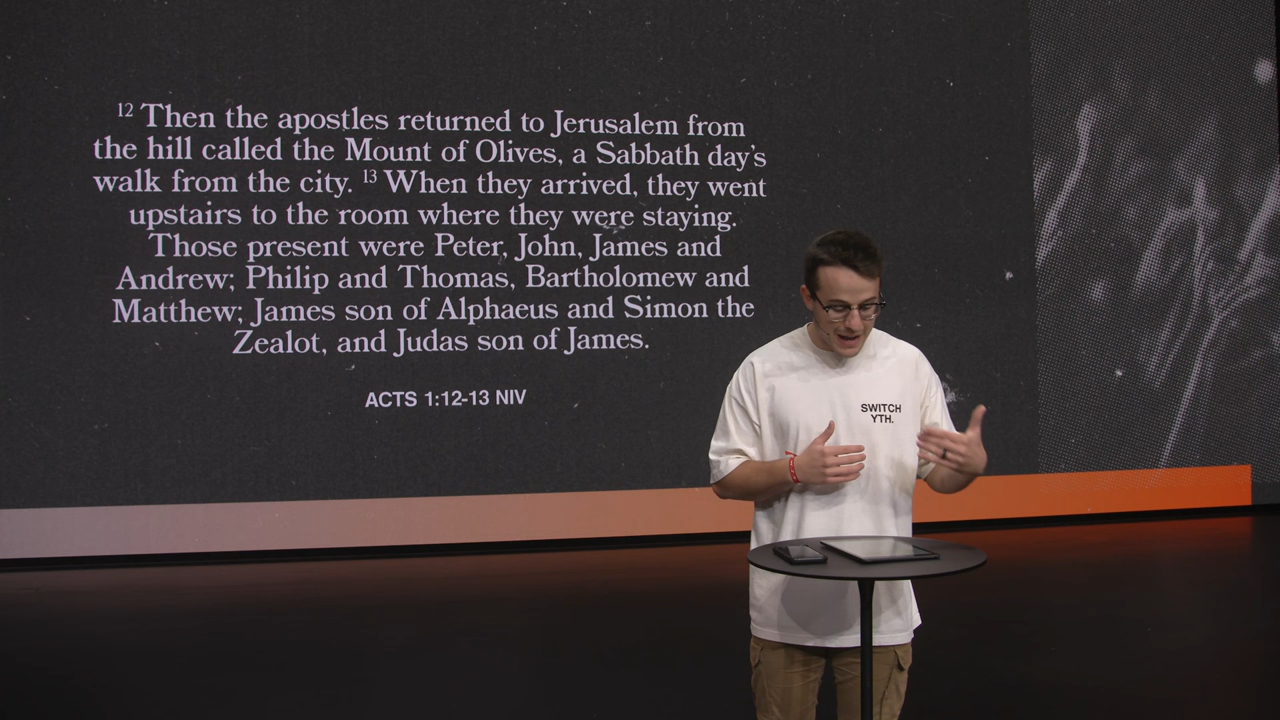 12 Then the apostles returned to Jerusalem from
the hill called the Mount of Olives, a Sabbath day's
walk from the city. 13 When they arrived, they went
upstairs to the room where they were staying.
Those present were Peter, John, James and
Andrew; Philip and Thomas, Bartholomew and
Matthew; James son of Alphaeus and Simon the
Zealot, and Judas son of James.
ACTS 1:12-13 NIV
SWITCH
YTH.